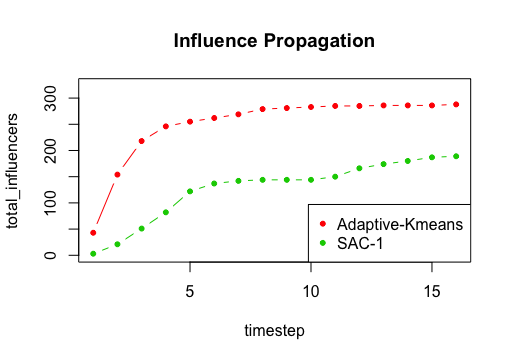 Influence Propagation
total_influencers
300
200
100
0
Adaptive-Kmeans
SAC-1
5
10
15
timestep